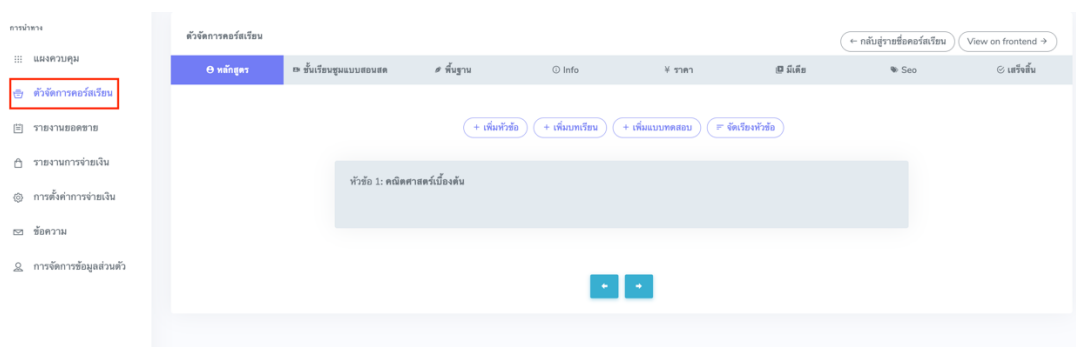 การนำทาง
แผงควบคุม
ตัวจัดการคอร์สเรียน
รายงานยอดขาย
รายงานการจ่ายเงิน
การตั้งค่าการจ่ายเงิน
ข้อความ
การจัดการข้อมูลส่วนตัว
ตัวจัดการคอร์สเรียน
← กลับสู่รายชื่อคอร์สเรียน View on frontend →
หลักสูตร ชั้นเรียนซูมแบบสอนสด พื้นฐาน Info ¥ ราคา มีเดีย Seo เสร็จสิ้น
+ เพิ่มหัวข้อ + เพิ่มบทเรียน + เพิ่มแบบทดสอบ จัดเรียงหัวข้อ
หัวข้อ 1: คณิตศาสตร์เบื้องต้น